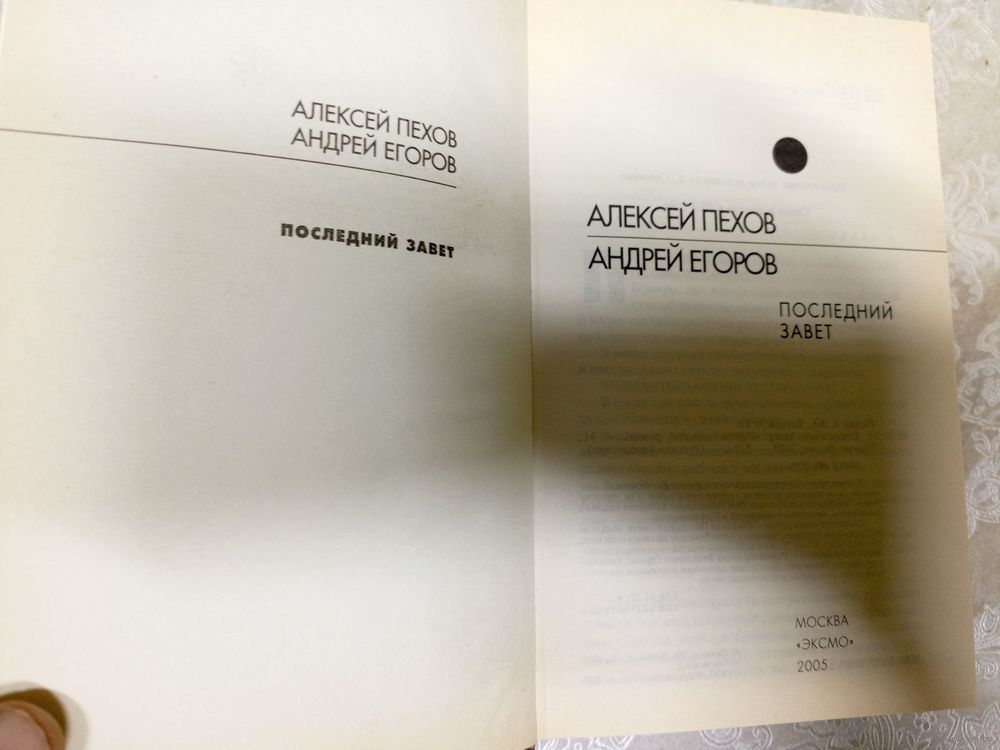 АЛЕКСЕЙ ПЕХОВ
АНДРЕЙ ЕГОРОВ
ПОСЛЕДНИЙ ЗАВЕТ
АЛЕКСЕЙ ПЕХОВ
АНДРЕЙ ЕГОРОВ
ПОСЛЕДНИЙ
ЗАВЕТ
МОСКВА
«ЭКСМО»
2005